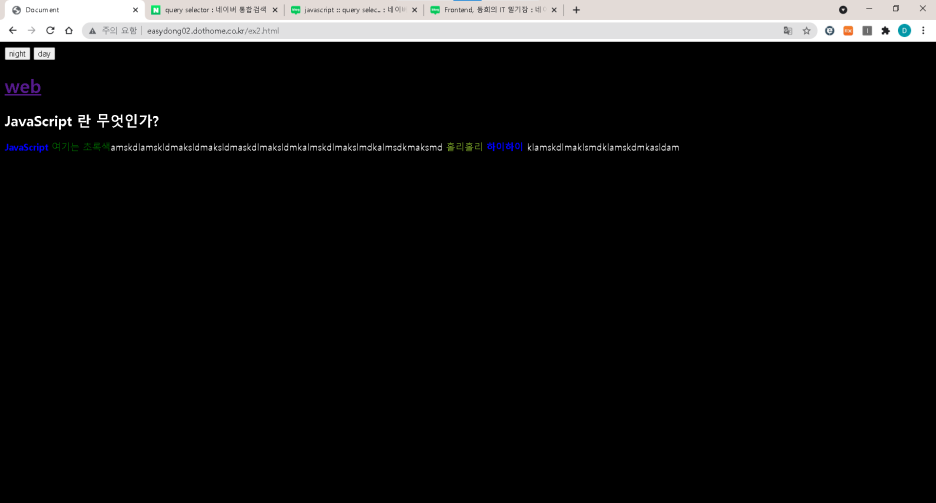 Document
query selector : 네이버 통합검색
javascript :: query selec... : 네이버
Frontend, 동희의 IT 필기장 : 네이
주의 요함 | easydong02.dothome.co.kr/ex2.html
D
night day
web
JavaScript 란 무엇인가?
JavaScript 여기는 초록색amskdlamskldmaksldmaksldmaskdlmaksldmkalmskdlmakslmdkalmsdkmaksmd 홀리홀리 하이하이 klamskdlmaklsmdklamskdmkasldam